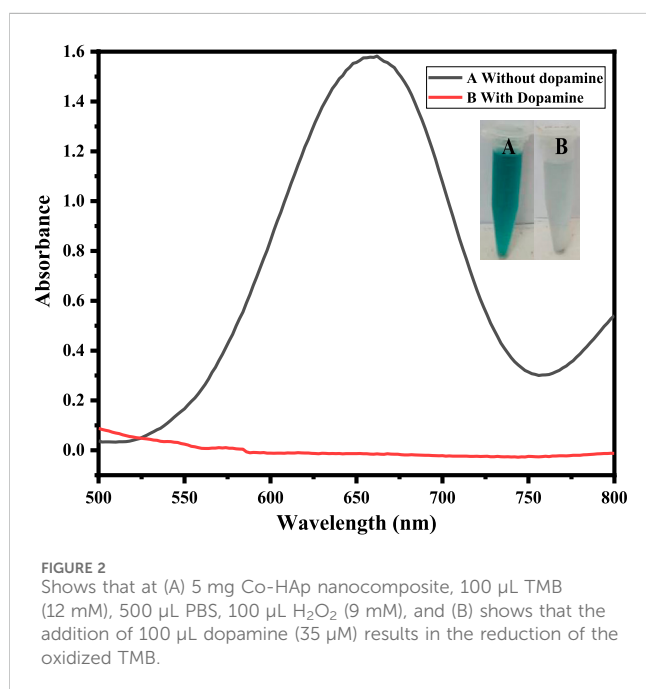 1.6
1.4
1.2
1.0
0.8
0.6
0.4
0.2
0.0
Absorbance
A Without dopamine
B With Dopamine
A B
500 550 600 650 700 750 800
Wavelength (nm)
FIGURE 2
Shows that at (A) 5 mg Co-HAp nanocomposite, 100 μL TMB
(12 mM), 500 μL PBS, 100 μL H₂O₂ (9 mM), and (B) shows that the
addition of 100 μL dopamine (35 μM) results in the reduction of the
oxidized TMB.